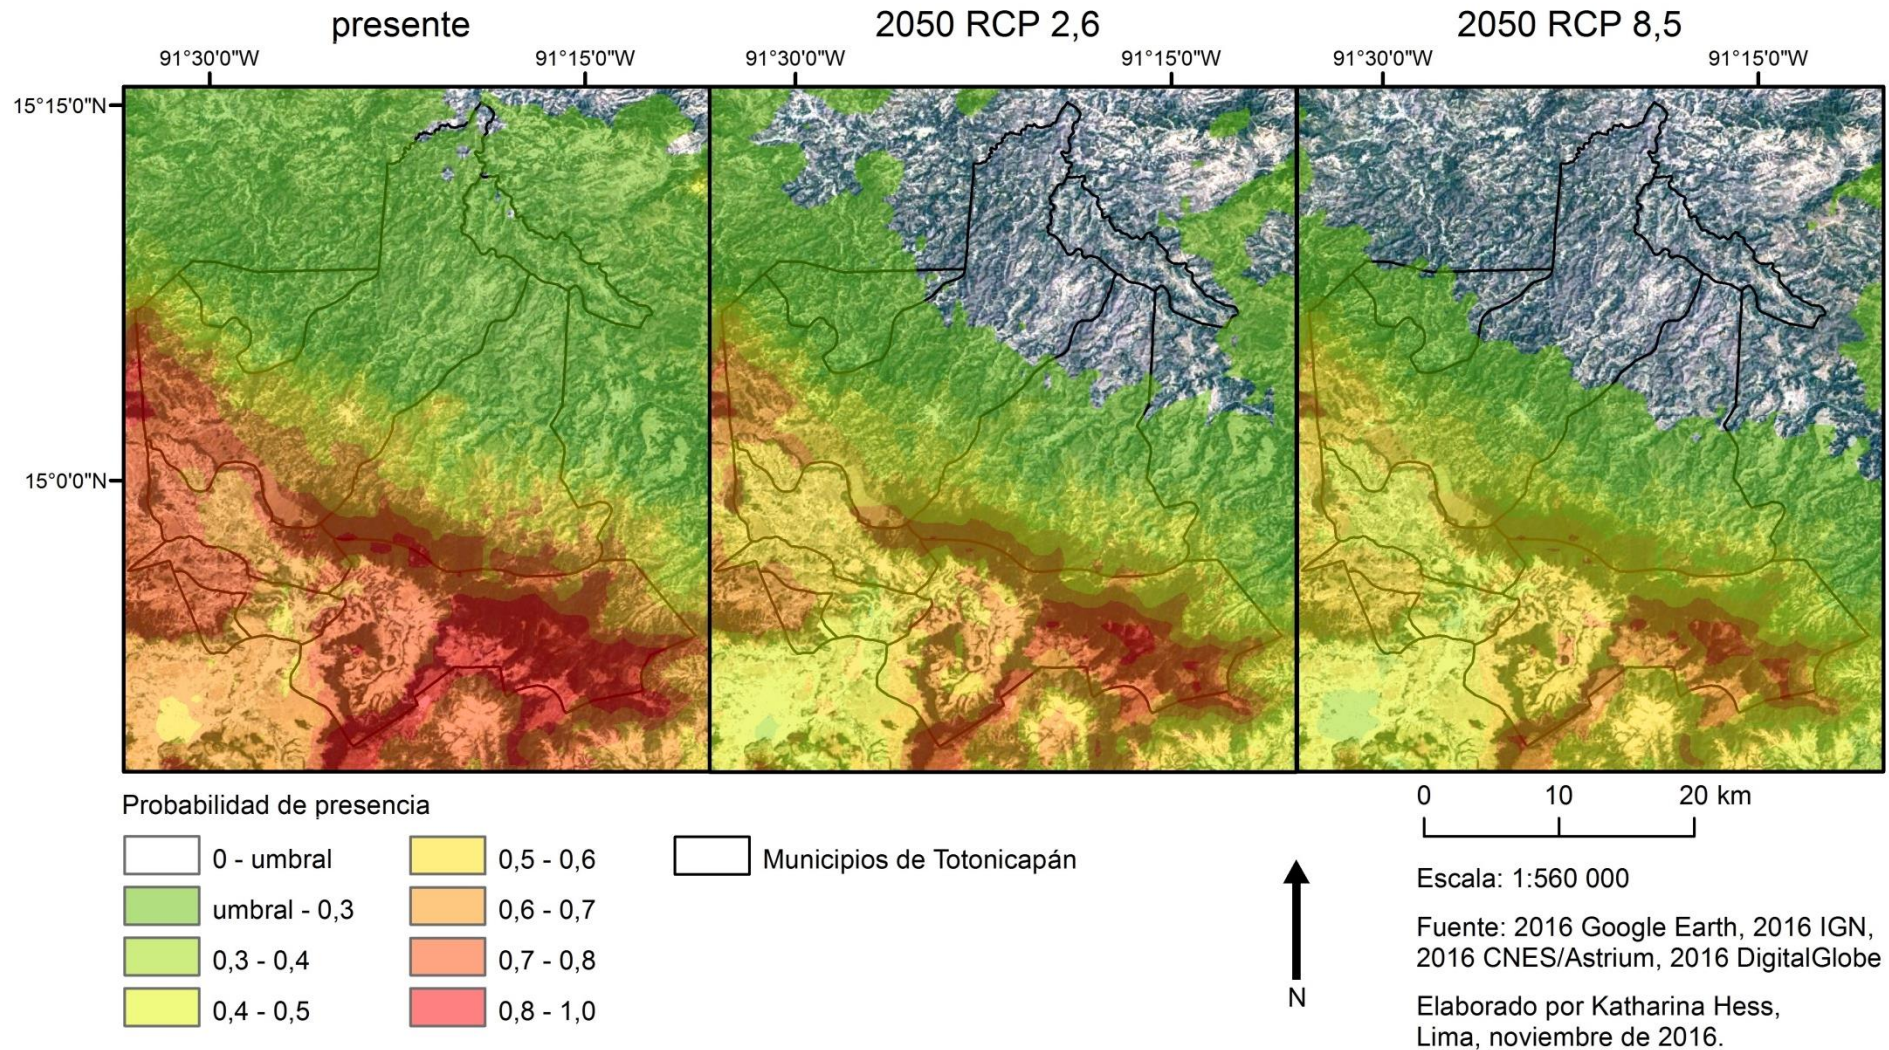 presente
2050 RCP 2,6
2050 RCP 8,5
91°30'0"W
91°15'0"W
91°30'0"W
91°15'0"W
91°30'0"W
91°15'0"W
15°15'0"N
15°0'0"N
Probabilidad de presencia
0 - umbral
umbral - 0,3
0,3 - 0,4
0,4 - 0,5
0,5 - 0,6
0,6 - 0,7
0,7 - 0,8
0,8 - 1,0
Municipios de Totonicapán
N
0 10 20 km
Escala: 1:560 000
Fuente: 2016 Google Earth, 2016 IGN,
2016 CNES/Astrium, 2016 DigitalGlobe
Elaborado por Katharina Hess,
Lima, noviembre de 2016.